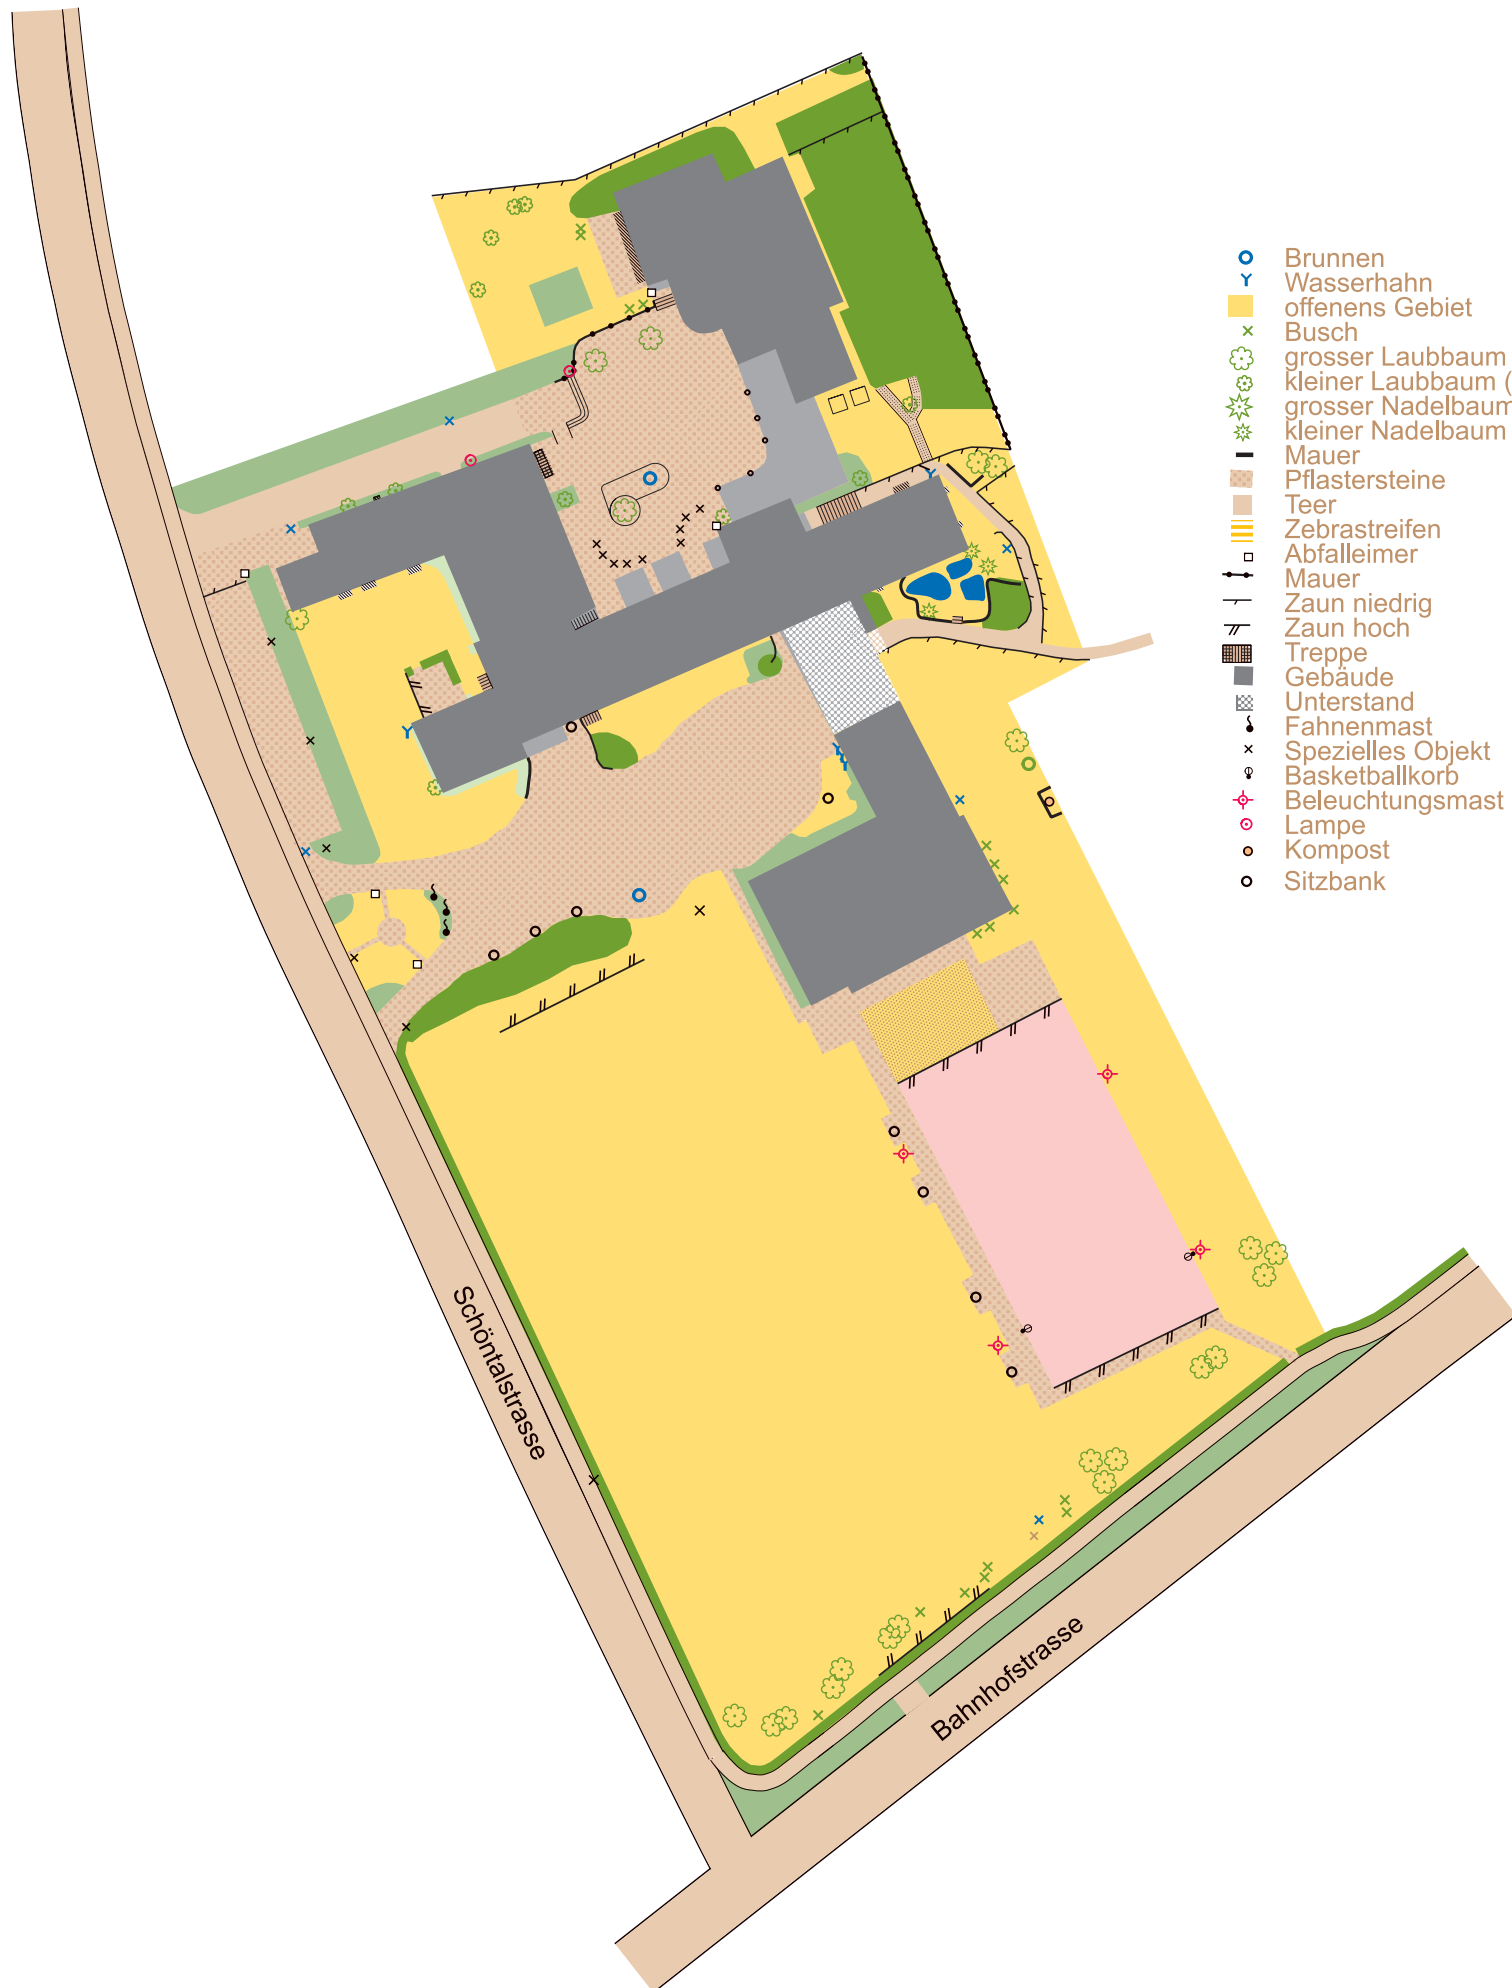 Brunnen
Wasserhahn
offenens Gebiet
Busch
grosser Laubbaum
kleiner Laubbaum (
grosser Nadelbaum
kleiner Nadelbaum
Mauer
Pflastersteine
Teer
Zebrastreifen
Abfalleimer
Mauer
Zaun niedrig
Zaun hoch
Treppe
Gebäude
Unterstand
Fahnenmast
Spezielles Objekt
Basketballkorb
Beleuchtungsmast
Lampe
Kompost
Sitzbank
Schöntalstrasse
Bahnhofstrasse